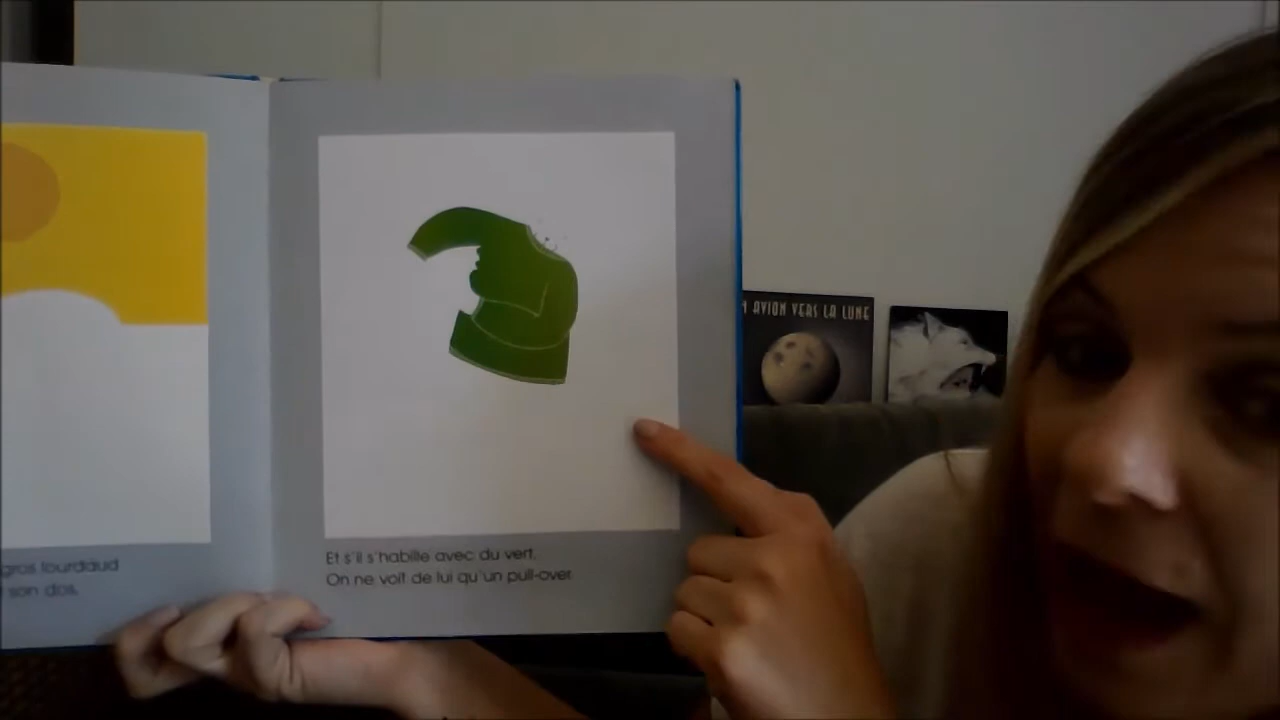 AVION VERS LA LUNE
gros lourdaud
son dos.
Et s'il s'habille avec du vert,
On ne voit de lui qu'un pull-over.